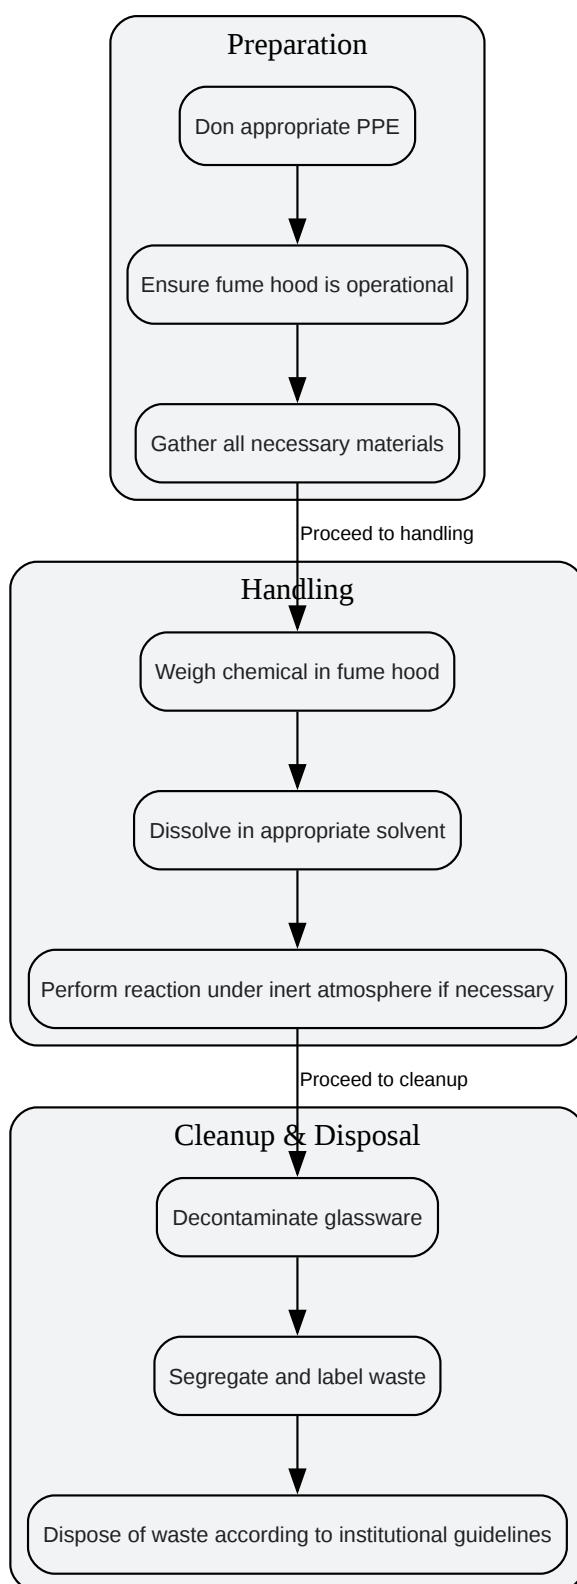 Preparation
Don appropriate PPE
Ensure fume hood is operational
Gather all necessary materials
Proceed to handling
Handling
Weigh chemical in fume hood
Dissolve in appropriate solvent
Perform reaction under inert atmosphere if necessary
Proceed to cleanup
Cleanup & Disposal
Decontaminate glassware
Segregate and label waste
Dispose of waste according to institutional guidelines